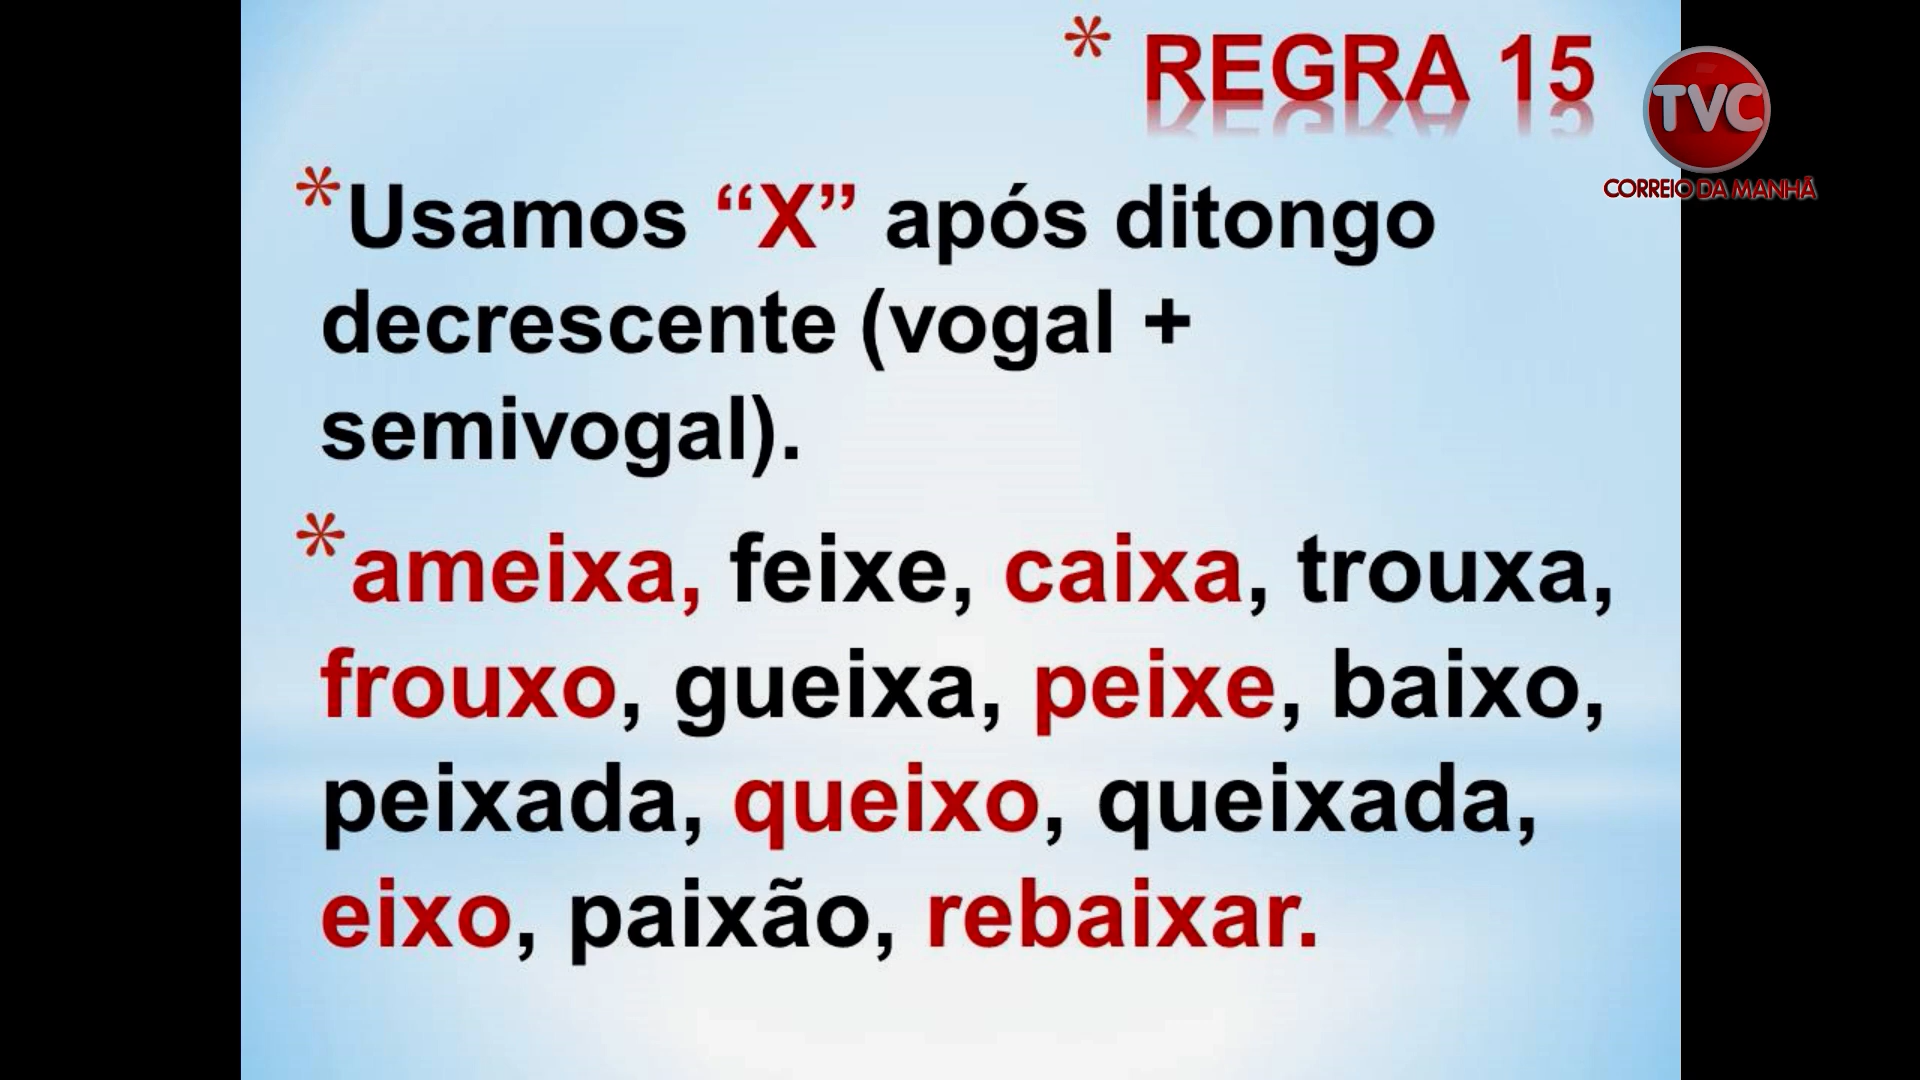 * REGRA 15
TVC
CORREIO DA MANHÃ
*Usamos “X” após ditongo
decrescente (vogal +
semivogal).
*ameixa, feixe, caixa, trouxa,
frouxo, gueixa, peixe, baixo,
peixada, queixo, queixada,
eixo, paixão, rebaixar.